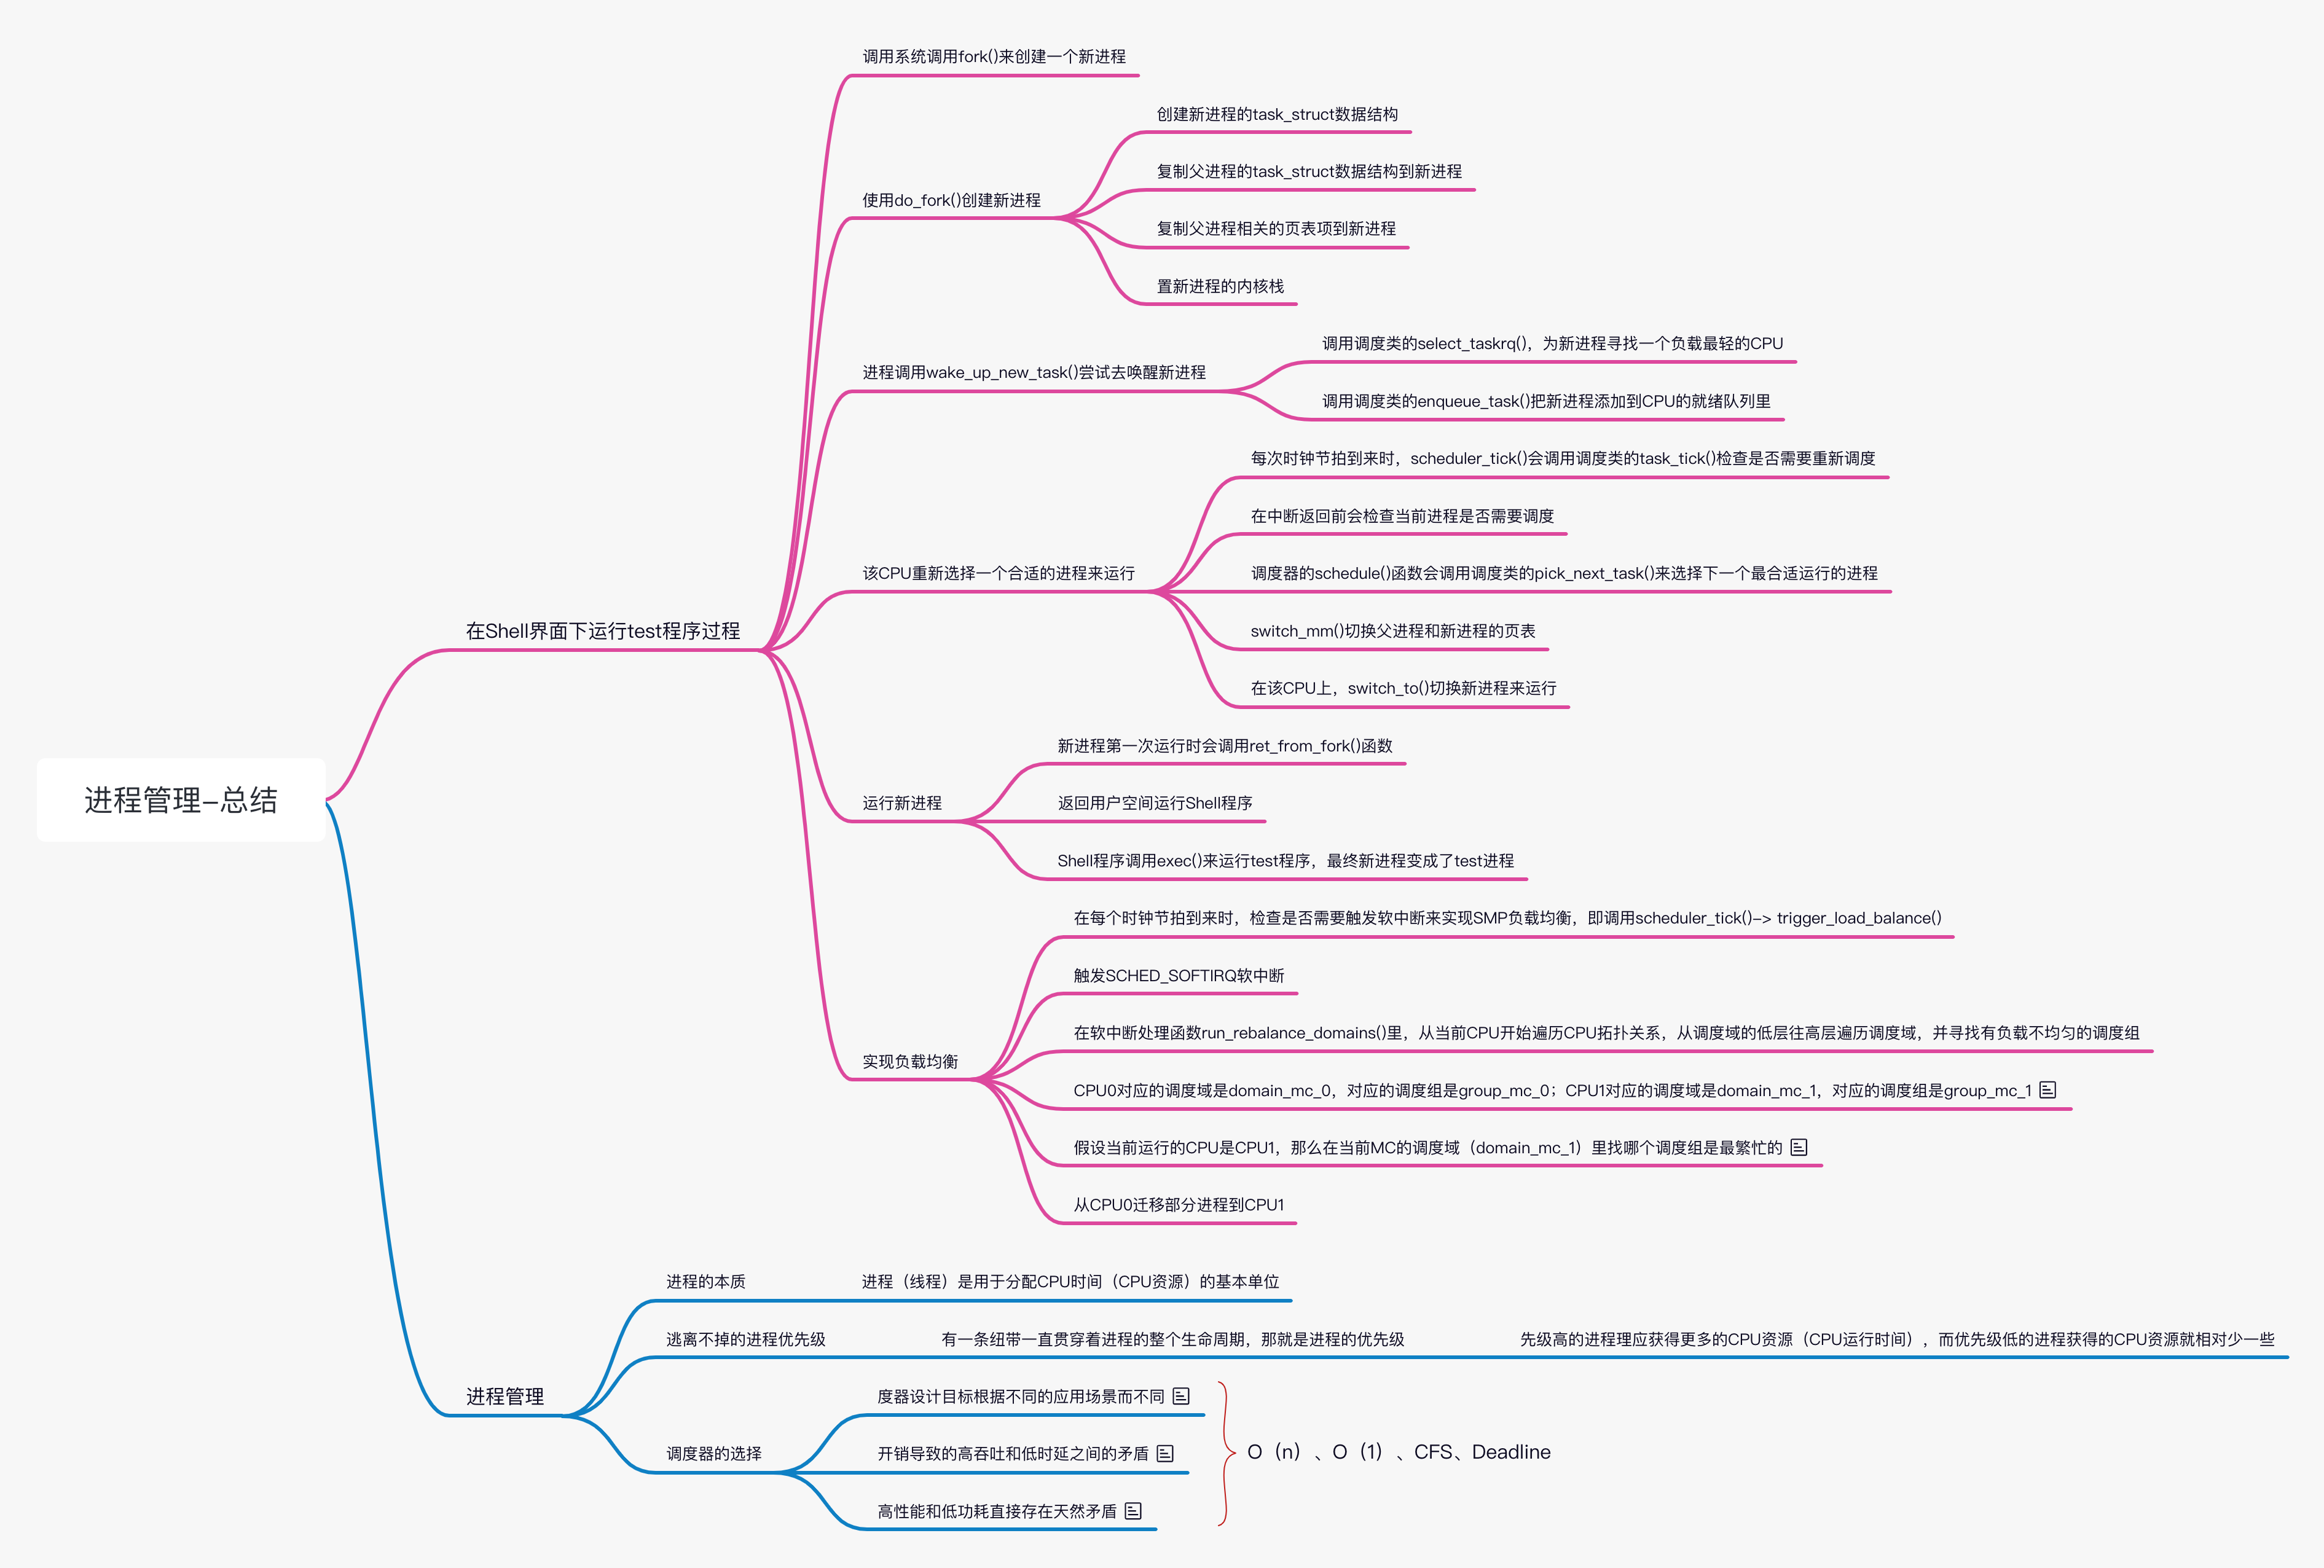 进程管理-总结
在Shell界面下运行test程序过程
调用系统调用fork()来创建一个新进程
使用do_fork()创建新进程
创建新进程的task_struct数据结构
复制父进程的task_struct数据结构到新进程
复制父进程相关的页表项到新进程
置新进程的内核栈
进程调用wake_up_new_task()尝试去唤醒新进程
调用调度类的select_taskrq()，为新进程寻找一个负载最轻的CPU
调用调度类的enqueue_task()把新进程添加到CPU的就绪队列里
该CPU重新选择一个合适的进程来运行
每次时钟节拍到来时，scheduler_tick()会调用调度类的task_tick()检查是否需要重新调度
在中断返回前会检查当前进程是否需要调度
调度器的schedule()函数会调用调度类的pick_next_task()来选择下一个最合适运行的进程
switch_mm()切换父进程和新进程的页表
在该CPU上，switch_to()切换新进程来运行
运行新进程
新进程第一次运行时会调用ret_from_fork()函数
返回用户空间运行Shell程序
Shell程序调用exec()来运行test程序，最终新进程变成了test进程
实现负载均衡
在每个时钟节拍到来时，检查是否需要触发软中断来实现SMP负载均衡，即调用scheduler_tick()-> trigger_load_balance()
触发SCHED_SOFTIRQ软中断
在软中断处理函数run_rebalance_domains()里，从当前CPU开始遍历CPU拓扑关系，从调度域的低层往高层遍历调度域，并寻找有负载不均匀的调度组
CPU0对应的调度域是domain_mc_0，对应的调度组是group_mc_0；CPU1对应的调度域是domain_mc_1，对应的调度组是group_mc_1
假设当前运行的CPU是CPU1，那么在当前MC的调度域（domain_mc_1）里找哪个调度组是最繁忙的
从CPU0迁移部分进程到CPU1
进程管理
进程的本质
进程（线程）是用于分配CPU时间（CPU资源）的基本单位
逃离不掉的进程优先级
有一条纽带一直贯穿着进程的整个生命周期，那就是进程的优先级
先级高的进程理应获得更多的CPU资源（CPU运行时间），而优先级低的进程获得的CPU资源就相对少一些
调度器的选择
度器设计目标根据不同的应用场景而不同
开销导致的高吞吐和低时延之间的矛盾
高性能和低功耗直接存在天然矛盾
O（n）、O（1）、CFS、Deadline